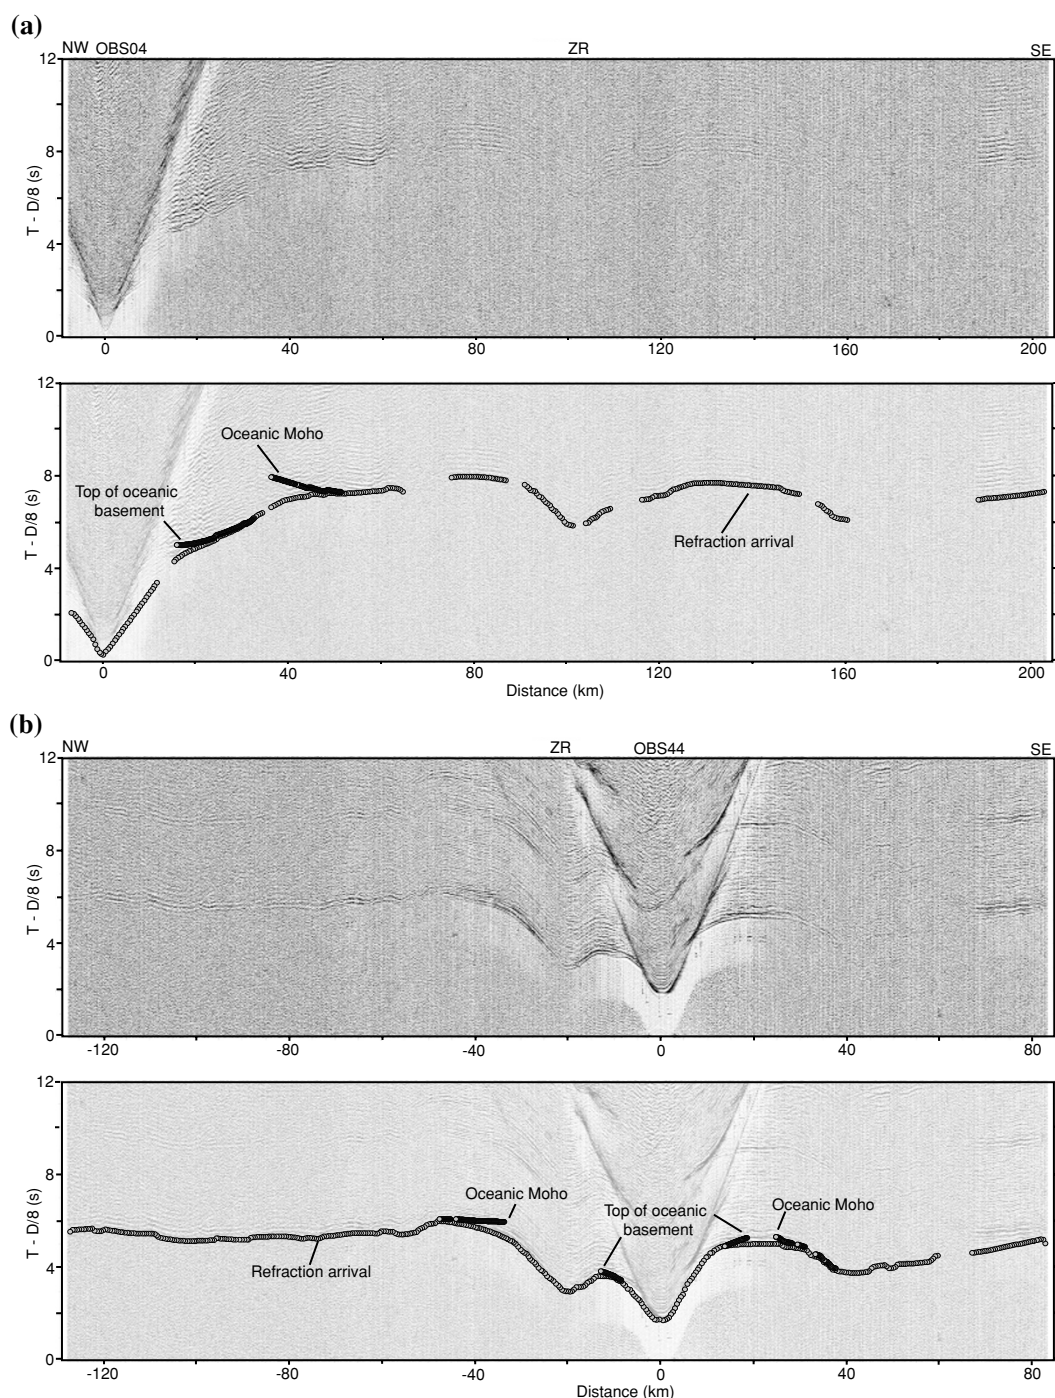 (a)
NW OBS04 ZR SE
12
8
4
0
T - D/8 (s)
0 40 80 120 160 200
12
8
4
0
T - D/8 (s)
Oceanic Moho
Top of oceanic
basement
Refraction arrival
0 40 80 120 160 200
Distance (km)
(b)
NW ZR OBS44 SE
12
8
4
0
T - D/8 (s)
-120 -80 -40 0 40 80
12
8
4
0
T - D/8 (s)
Oceanic Moho
Top of oceanic
basement
Oceanic Moho
Refraction arrival
-120 -80 -40 0 40 80
Distance (km)